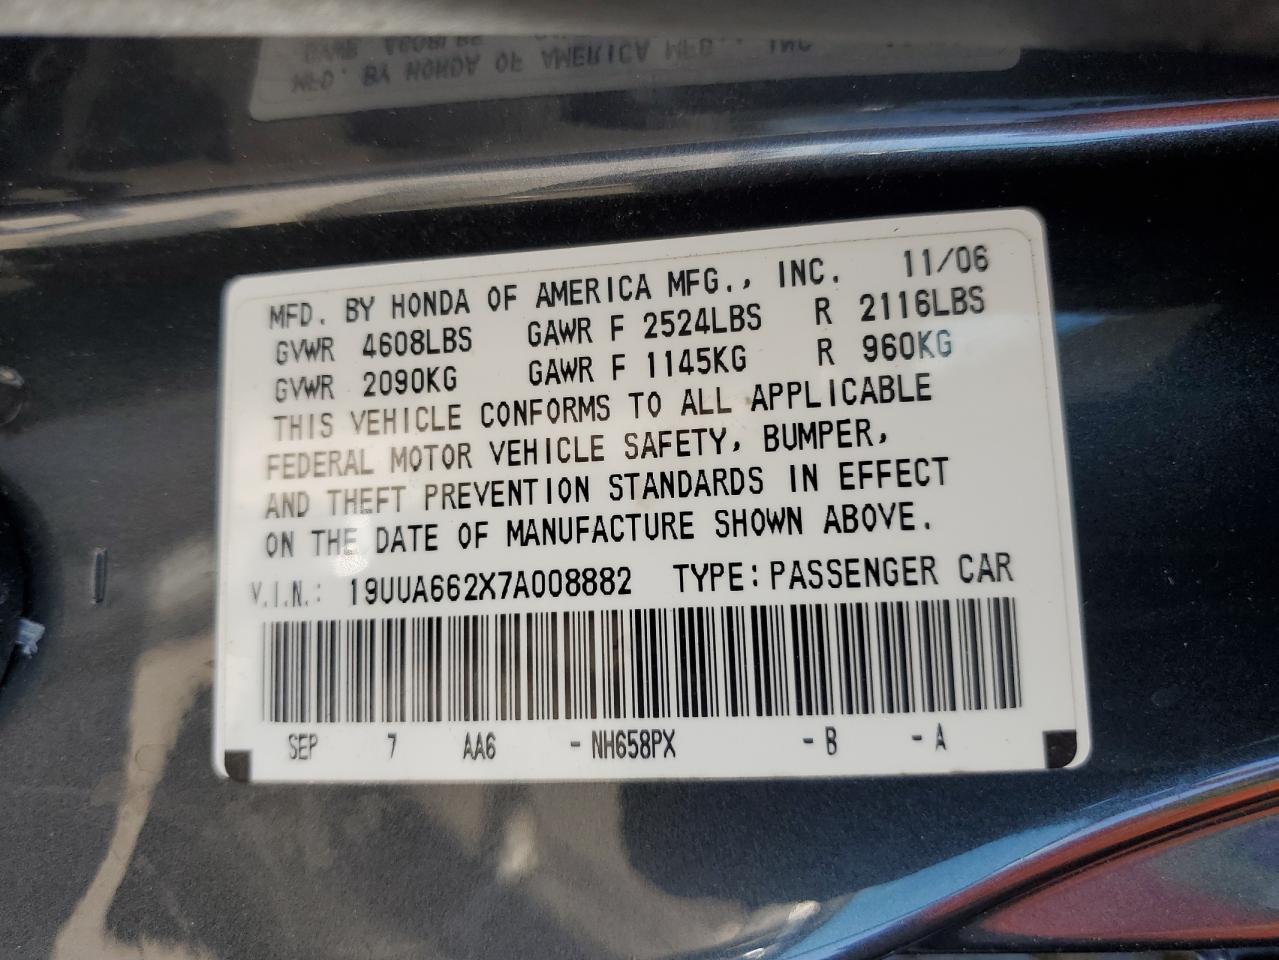 MFD. BY HONDA OF AMERICA MFG., INC. 11/06
GVWR 4608LBS GAWR F 2524LBS R 2116LBS
GVWR 2090KG GAWR F 1145KG R 960KG
THIS VEHICLE CONFORMS TO ALL APPLICABLE
FEDERAL MOTOR VEHICLE SAFETY, BUMPER,
AND THEFT PREVENTION STANDARDS IN EFFECT
ON THE DATE OF MANUFACTURE SHOWN ABOVE.
V.I.N.: 19UUA662X7A008882 TYPE:PASSENGER CAR
SEP 7 AA6 -NH658PX -B -A